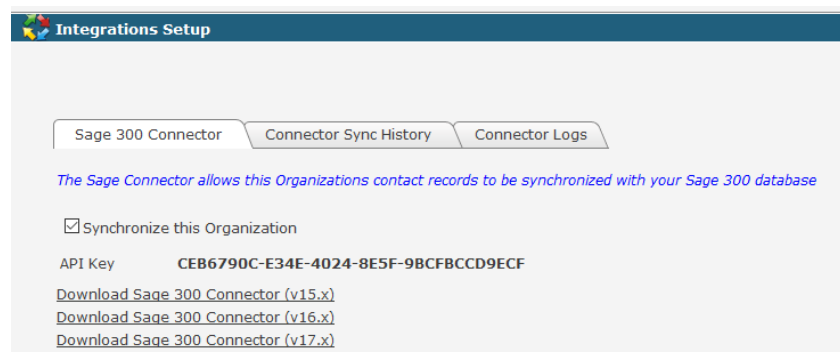 Integrations Setup
Sage 300 Connector Connector Sync History Connector Logs
The Sage Connector allows this Organizations contact records to be synchronized with your Sage 300 database
Synchronize this Organization
API Key CEB6790C-E34E-4024-8E5F-9BCFBCCD9ECF
Download Sage 300 Connector (v15.x)
Download Sage 300 Connector (v16.x)
Download Sage 300 Connector (v17.x)